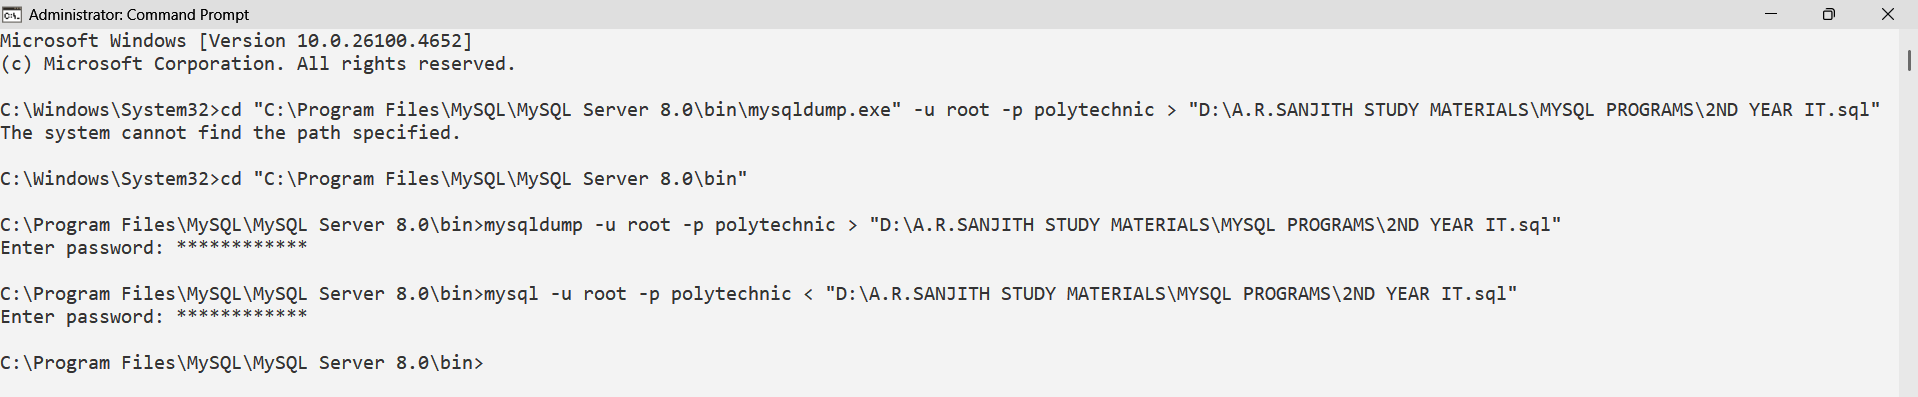 Administrator: Command Prompt
Microsoft Windows [Version 10.0.26100.4652]
(c) Microsoft Corporation. All rights reserved.
C:\Windows\System32>cd "C:\Program Files\MySQL\MySQL Server 8.0\bin\mysqldump.exe" -u root -p polytechnic > "D:\A.R.SANJITH STUDY MATERIALS\MYSQL PROGRAMS\2ND YEAR IT.sql"
The system cannot find the path specified.
C:\Windows\System32>cd "C:\Program Files\MySQL\MySQL Server 8.0\bin"
C:\Program Files\MySQL\MySQL Server 8.0\bin>mysqldump -u root -p polytechnic > "D:\A.R.SANJITH STUDY MATERIALS\MYSQL PROGRAMS\2ND YEAR IT.sql"
Enter password: ************
C:\Program Files\MySQL\MySQL Server 8.0\bin>mysql -u root -p polytechnic < "D:\A.R.SANJITH STUDY MATERIALS\MYSQL PROGRAMS\2ND YEAR IT.sql"
Enter password: ************
C:\Program Files\MySQL\MySQL Server 8.0\bin>